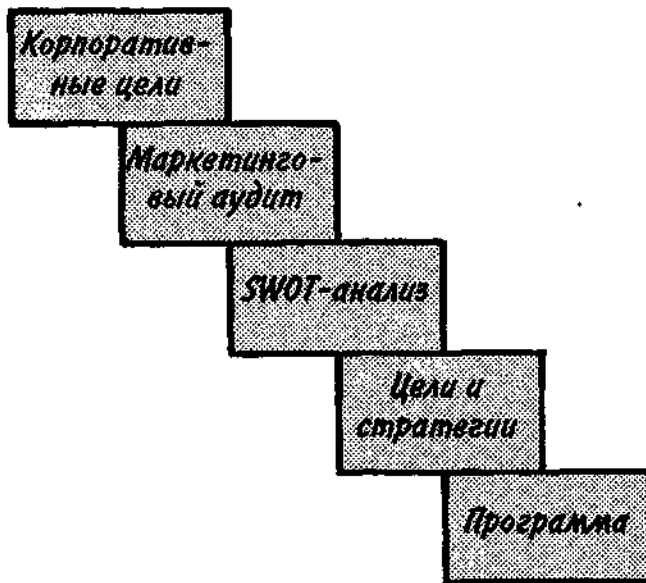 Корпоратив-
ные цели
Маркетинго-
вый аудит
SWOT-анализ
Цели и
стратегии
Программа